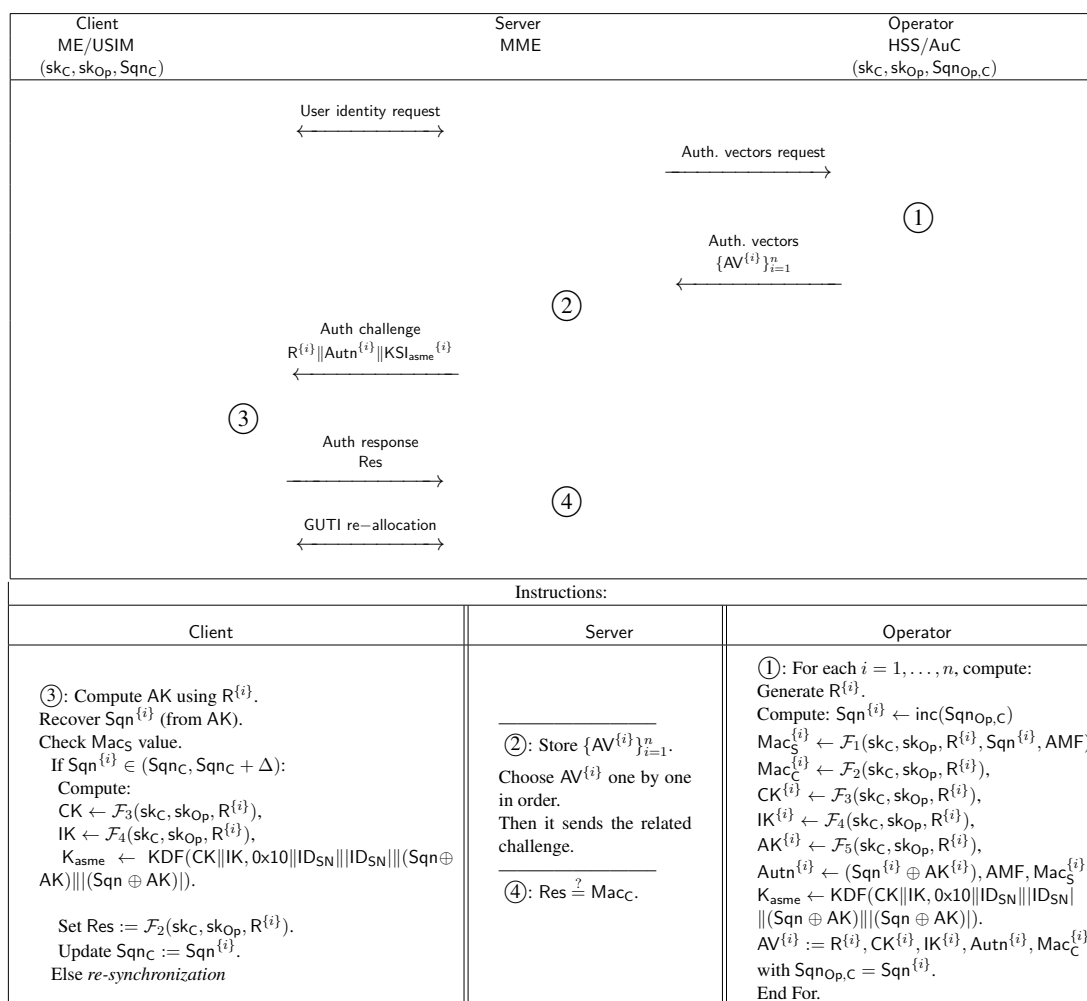 Client
ME/USIM
(sk_C, sk_Op, Sqn_C)
Server
MME
Operator
HSS/AuC
(sk_C, sk_Op, Sqn_Op,C)
User identity request
Auth. vectors request
①
Auth. vectors
{AV^{i}}^n_{i=1}
②
Auth challenge
R^{i}‖Autn^{i}‖KSI_asme^{i}
③
Auth response
Res
④
GUTI re−allocation
Instructions:
Client
③: Compute AK using R^{i}.
Recover Sqn^{i} (from AK).
Check Mac_S value.
If Sqn^{i} ∈ (Sqn_C, Sqn_C + Δ):
Compute:
CK ← F_3(sk_C, sk_Op, R^{i}),
IK ← F_4(sk_C, sk_Op, R^{i}),
K_asme ← KDF(CK‖IK, 0x10‖ID_SN‖|ID_SN|‖(Sqn⊕
AK)‖|(Sqn ⊕ AK)|).
Set Res := F_2(sk_C, sk_Op, R^{i}).
Update Sqn_C := Sqn^{i}.
Else re-synchronization
Server
②: Store {AV^{i}}^n_{i=1}.
Choose AV^{i} one by one
in order.
Then it sends the related
challenge.
④: Res ≟ Mac_C.
Operator
①: For each i = 1, . . . , n, compute:
Generate R^{i}.
Compute: Sqn^{i} ← inc(Sqn_Op,C)
Mac_S^{i} ← F_1(sk_C, sk_Op, R^{i}, Sqn^{i}, AMF)
Mac_C^{i} ← F_2(sk_C, sk_Op, R^{i}),
CK^{i} ← F_3(sk_C, sk_Op, R^{i}),
IK^{i} ← F_4(sk_C, sk_Op, R^{i}),
AK^{i} ← F_5(sk_C, sk_Op, R^{i}),
Autn^{i} ← (Sqn^{i} ⊕ AK^{i}), AMF, Mac_S^{i}
K_asme ← KDF(CK‖IK, 0x10‖ID_SN‖|ID_SN|
‖(Sqn ⊕ AK)‖|(Sqn ⊕ AK)|).
AV^{i} := R^{i}, CK^{i}, IK^{i}, Autn^{i}, Mac_C^{i}
with Sqn_Op,C = Sqn^{i}.
End For.